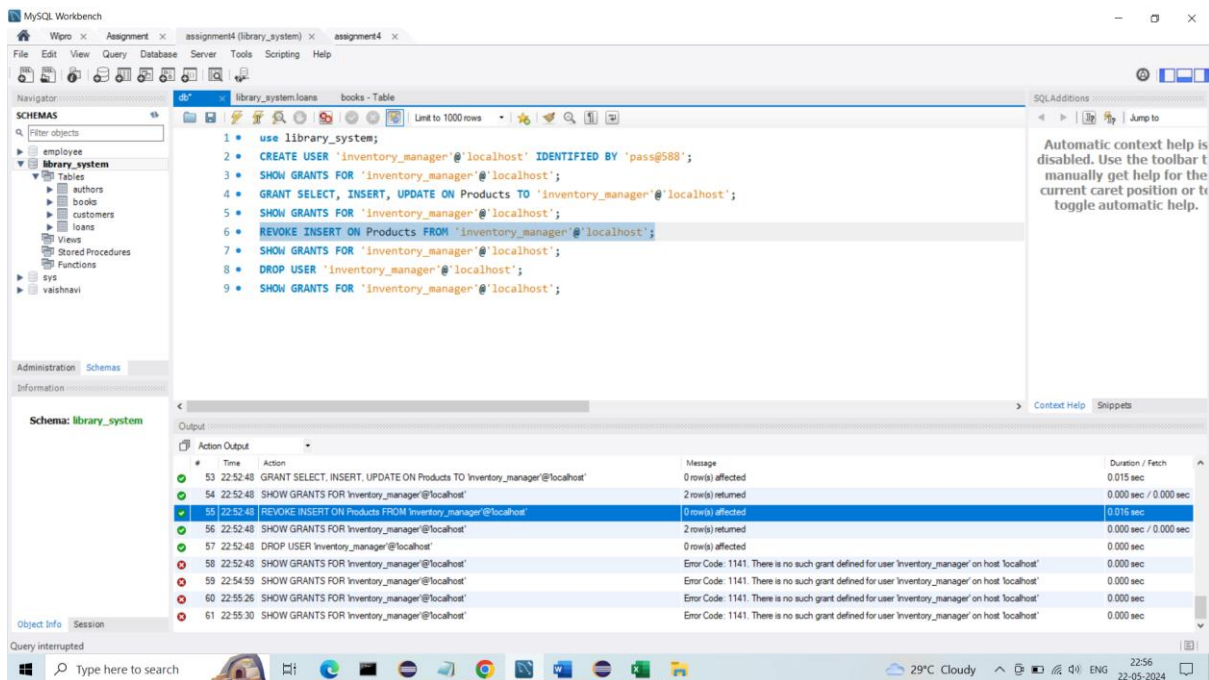 MySQL Workbench
Wipro × Assignment × assignment4 (library_system) × assignment4 ×
File Edit View Query Database Server Tools Scripting Help
Navigator
SCHEMAS
Filter objects
employee
library_system
Tables
authors
books
customers
loans
Views
Stored Procedures
Functions
sys
vaishnavi
Administration Schemas
Information
Schema: library_system
Object Info Session
db* × library_system.loans books - Table
Limit to 1000 rows
1 use library_system;
2 CREATE USER 'inventory_manager'@'localhost' IDENTIFIED BY 'pass@588';
3 SHOW GRANTS FOR 'inventory_manager'@'localhost';
4 GRANT SELECT, INSERT, UPDATE ON Products TO 'inventory_manager'@'localhost';
5 SHOW GRANTS FOR 'inventory_manager'@'localhost';
6 REVOKE INSERT ON Products FROM 'inventory_manager'@'localhost';
7 SHOW GRANTS FOR 'inventory_manager'@'localhost';
8 DROP USER 'inventory_manager'@'localhost';
9 SHOW GRANTS FOR 'inventory_manager'@'localhost';
SQLAdditions
Jump to
Automatic context help is
disabled. Use the toolbar t
manually get help for the
current caret position or to
toggle automatic help.
Context Help Snippets
Output
Action Output
# Time Action Message Duration / Fetch
53 22:52:48 GRANT SELECT, INSERT, UPDATE ON Products TO 'inventory_manager'@'localhost' 0 row(s) affected 0.015 sec
54 22:52:48 SHOW GRANTS FOR 'inventory_manager'@'localhost' 2 row(s) returned 0.000 sec / 0.000 sec
55 22:52:48 REVOKE INSERT ON Products FROM 'inventory_manager'@'localhost' 0 row(s) affected 0.016 sec
56 22:52:48 SHOW GRANTS FOR 'inventory_manager'@'localhost' 2 row(s) returned 0.000 sec / 0.000 sec
57 22:52:48 DROP USER 'inventory_manager'@'localhost' 0 row(s) affected 0.000 sec
58 22:52:48 SHOW GRANTS FOR 'inventory_manager'@'localhost' Error Code: 1141. There is no such grant defined for user 'inventory_manager' on host 'localhost' 0.000 sec
59 22:54:59 SHOW GRANTS FOR 'inventory_manager'@'localhost' Error Code: 1141. There is no such grant defined for user 'inventory_manager' on host 'localhost' 0.000 sec
60 22:55:26 SHOW GRANTS FOR 'inventory_manager'@'localhost' Error Code: 1141. There is no such grant defined for user 'inventory_manager' on host 'localhost' 0.000 sec
61 22:55:30 SHOW GRANTS FOR 'inventory_manager'@'localhost' Error Code: 1141. There is no such grant defined for user 'inventory_manager' on host 'localhost' 0.000 sec
Query interrupted
Type here to search
29°C Cloudy ENG 22:56
22-05-2024